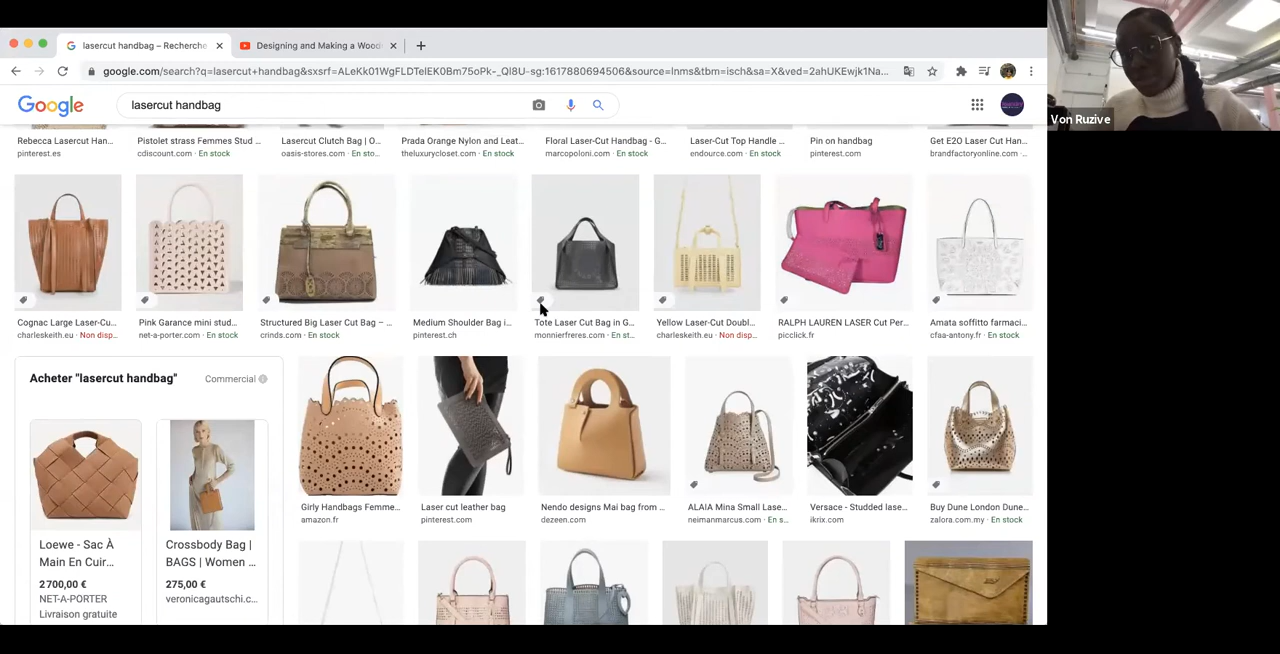 lasercut handbag – Recherche
Designing and Making a Wood
google.com/search?q=lasercut+handbag&sxsrf=ALeKk01WgFLDTelEK0Bm75oPk-_QI8U-sg:1617880694506&source=lnms&tbm=isch&sa=X&ved=2ahUKEwjk1Na...
Google
lasercut handbag
Von Ruzive
Rebecca Lasercut Han...
Pistolet strass Femmes Stud ...
Lasercut Clutch Bag | O...
Prada Orange Nylon and Leat...
Floral Laser-Cut Handbag - G...
Laser-Cut Top Handle ...
Pin on handbag
Get E2O Laser Cut Han...
pinterest.es
cdiscount.com · En stock
oasis-stores.com · En sto...
theluxurycloset.com · En stock
marcopoloni.com · En stock
endource.com · En stock
pinterest.com
brandfactoryonline.com · ...
Cognac Large Laser-Cu...
Pink Garance mini stud...
Structured Big Laser Cut Bag – ...
Medium Shoulder Bag i...
Tote Laser Cut Bag in G...
Yellow Laser-Cut Doubl...
RALPH LAUREN LASER Cut Per...
Amata soffitto farmaci...
charleskeith.eu · Non disp...
net-a-porter.com · En stock
crinds.com · En stock
pinterest.ch
monnierfreres.com · En st...
charleskeith.eu · Non disp...
picclick.fr
cfaa-antony.fr · En stock
Acheter "lasercut handbag"
Commercial
Girly Handbags Femme...
Laser cut leather bag
Nendo designs Mai bag from ...
ALAIA Mina Small Lase...
Versace - Studded lase...
Buy Dune London Dune...
amazon.fr
pinterest.com
dezeen.com
neimanmarcus.com · En s...
ikrix.com
zalora.com.my · En stock
Loewe - Sac À
Main En Cuir...
2 700,00 €
NET-A-PORTER
Livraison gratuite
Crossbody Bag |
BAGS | Women ...
275,00 €
veronicagautschi.c...